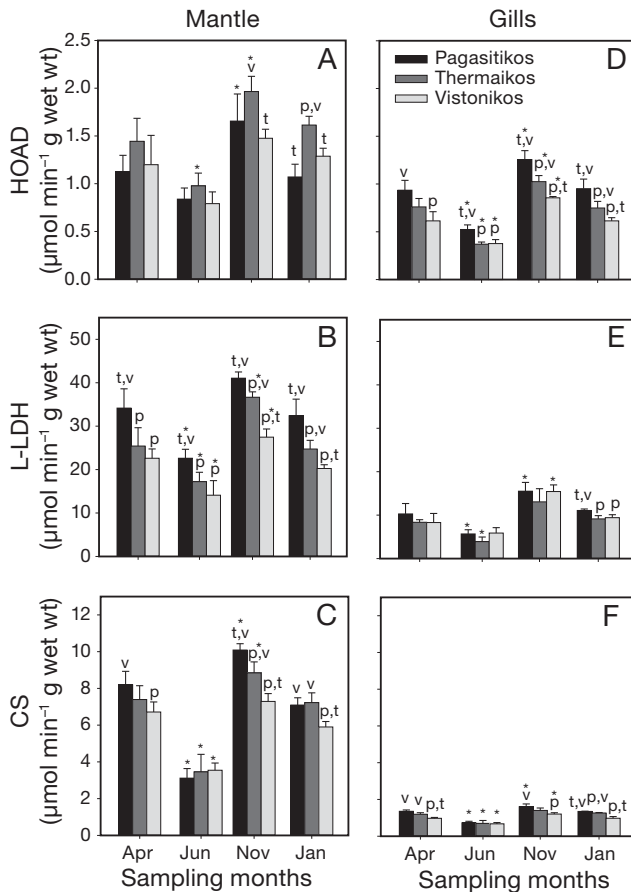 Mantle
Gills
A
D
Pagasitikos
Thermaikos
Vistonikos
HOAD
(µmol min⁻¹ g wet wt)
2.5
2.0
1.5
1.0
0.5
0.0
* * v t p,v t t
*
v p t,v * p * p * t,v * p,v * p,t * t,v p,v p,t
B
E
L-LDH
(µmol min⁻¹ g wet wt)
50
40
30
20
10
0
t,v p p * t,v * p * p t,v p,v * p,t * t,v p,v p,t
* * * * t,v p p
C
F
CS
(µmol min⁻¹ g wet wt)
12
10
8
6
4
2
0
v p * * * * t,v p,v * p,t v v p,t
v v p,t * * * * v * p t,v p,v p,t
Apr Jun Nov Jan
Apr Jun Nov Jan
Sampling months
Sampling months